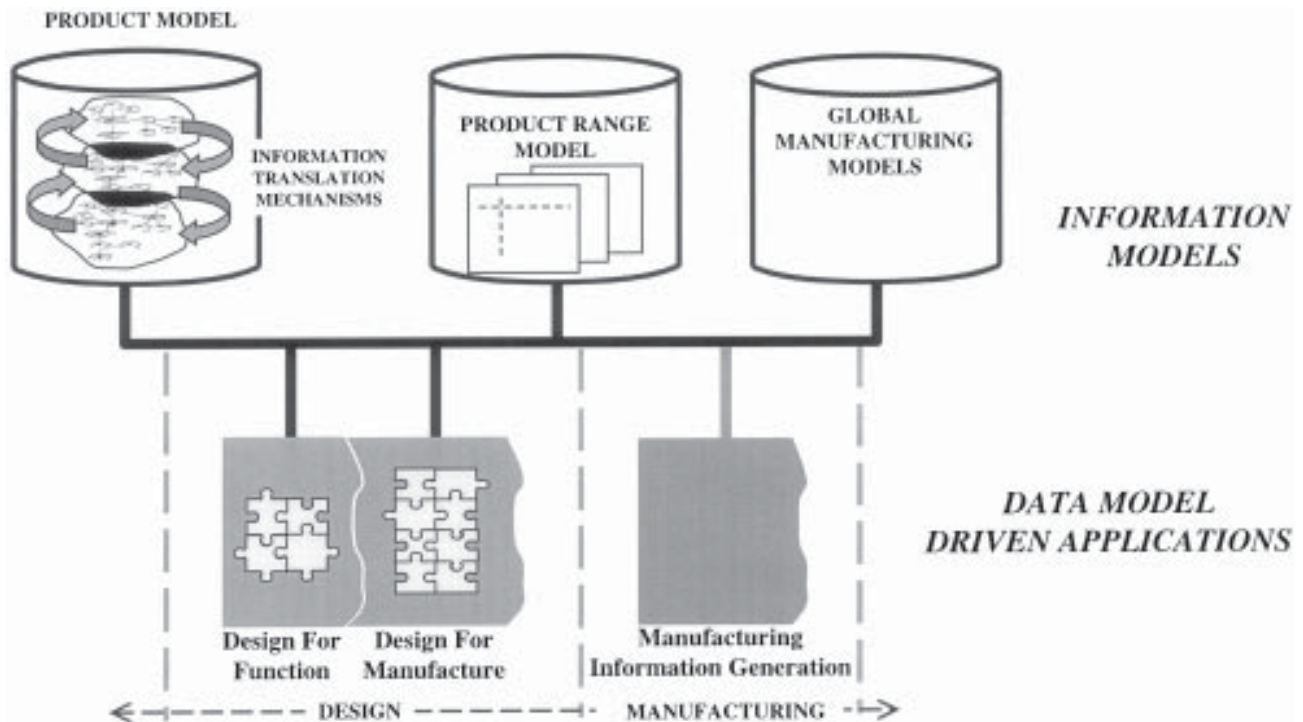 PRODUCT MODEL
INFORMATION
TRANSLATION
MECHANISMS
PRODUCT RANGE
MODEL
GLOBAL
MANUFACTURING
MODELS
INFORMATION
MODELS
DATA MODEL
DRIVEN APPLICATIONS
Design For
Function
Design For
Manufacture
Manufacturing
Information Generation
DESIGN
MANUFACTURING